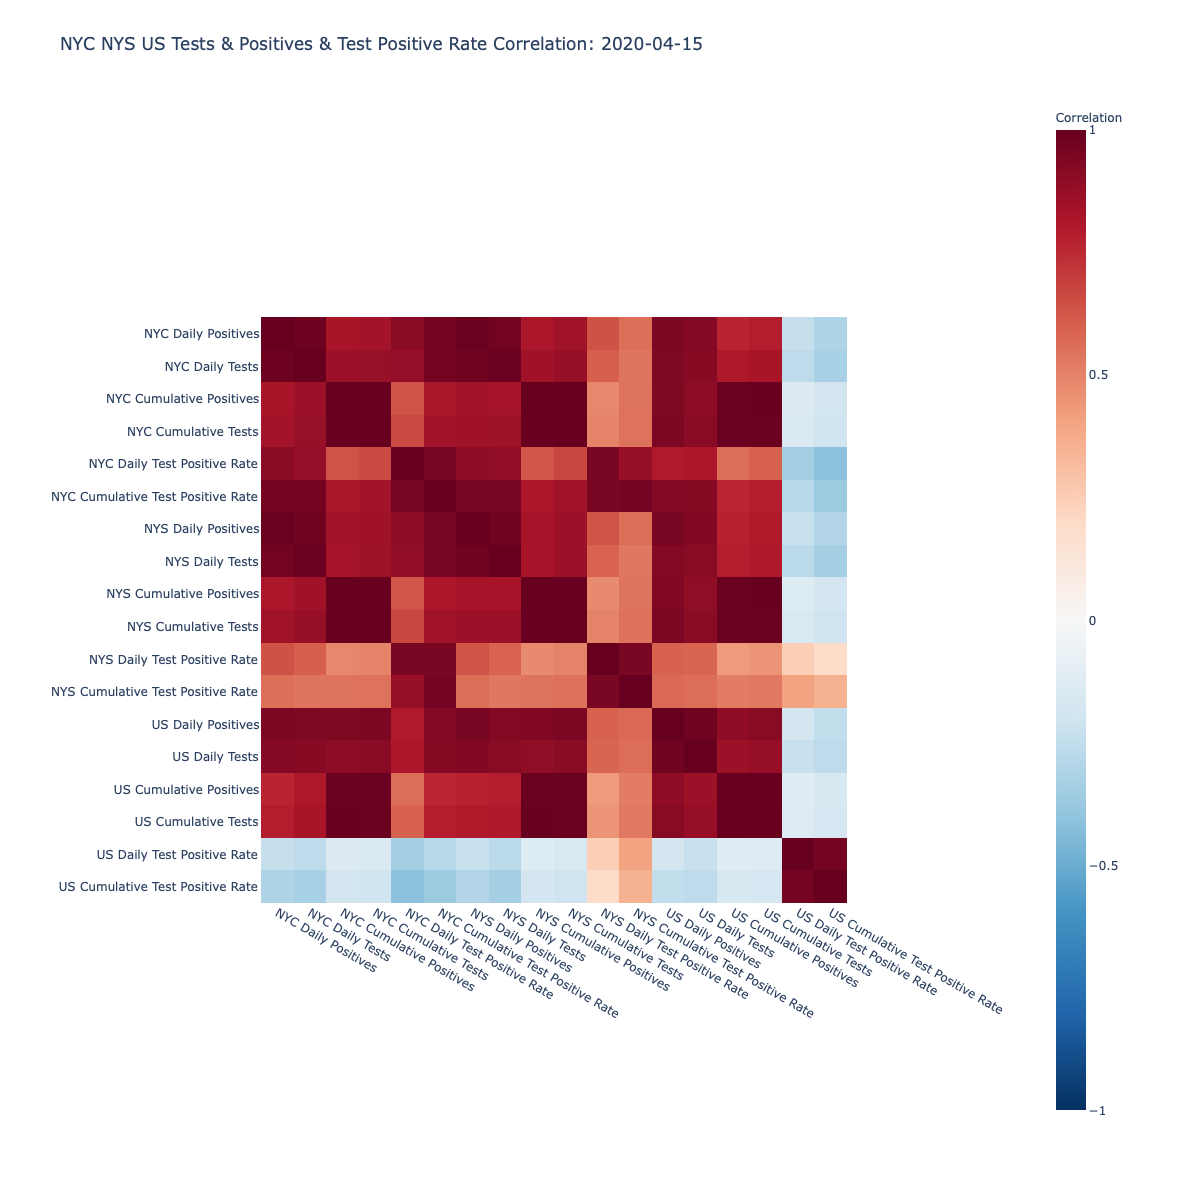 NYC NYS US Tests & Positives & Test Positive Rate Correlation: 2020-04-15
Correlation
1
0.5
0
−0.5
−1
NYC Daily Positives
NYC Daily Tests
NYC Cumulative Positives
NYC Cumulative Tests
NYC Daily Test Positive Rate
NYC Cumulative Test Positive Rate
NYS Daily Positives
NYS Daily Tests
NYS Cumulative Positives
NYS Cumulative Tests
NYS Daily Test Positive Rate
NYS Cumulative Test Positive Rate
US Daily Positives
US Daily Tests
US Cumulative Positives
US Cumulative Tests
US Daily Test Positive Rate
US Cumulative Test Positive Rate
NYC Daily Positives
NYC Daily Tests
NYC Cumulative Positives
NYC Cumulative Tests
NYC Daily Test Positive Rate
NYC Cumulative Test Positive Rate
NYS Daily Positives
NYS Daily Tests
NYS Cumulative Positives
NYS Cumulative Tests
NYS Daily Test Positive Rate
NYS Cumulative Test Positive Rate
US Daily Positives
US Daily Tests
US Cumulative Positives
US Cumulative Tests
US Daily Test Positive Rate
US Cumulative Test Positive Rate